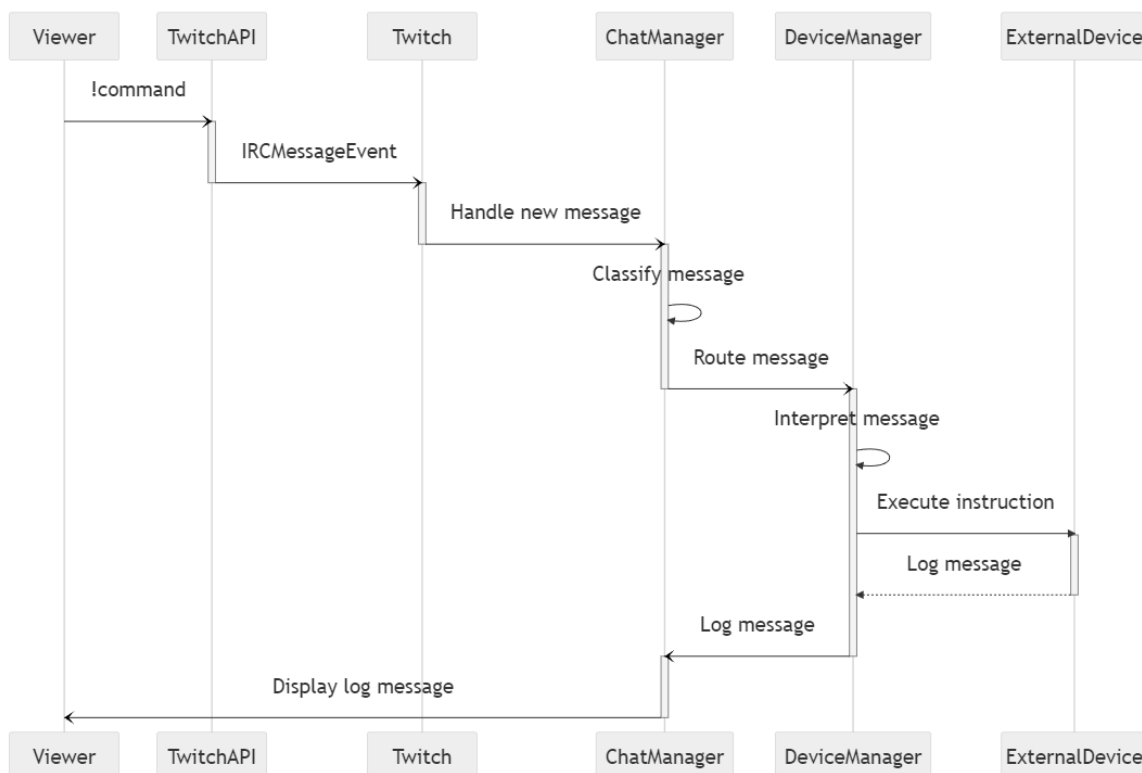 Viewer TwitchAPI Twitch ChatManager DeviceManager ExternalDevice
!command
IRCMessageEvent
Handle new message
Classify message
Route message
Interpret message
Execute instruction
Log message
Log message
Display log message
Viewer TwitchAPI Twitch ChatManager DeviceManager ExternalDevice